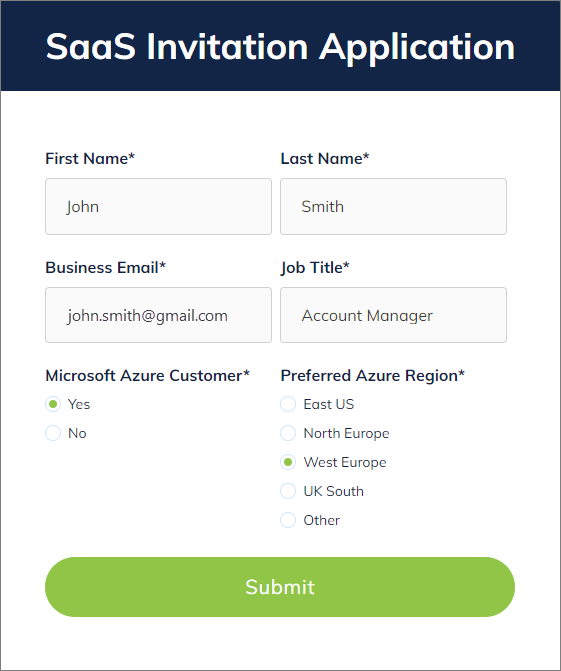 SaaS Invitation Application
First Name* Last Name*
John Smith
Business Email* Job Title*
john.smith@gmail.com Account Manager
Microsoft Azure Customer* Preferred Azure Region*
Yes East US
No North Europe
West Europe
UK South
Other
Submit